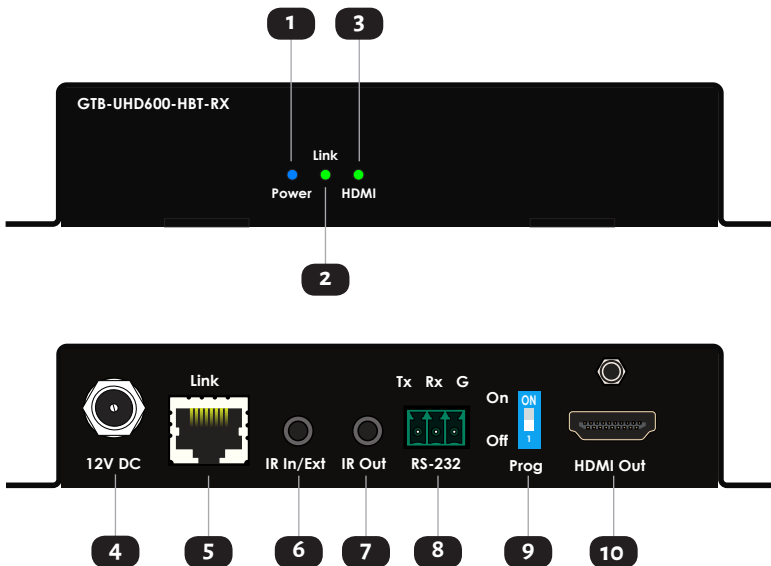 1 3
GTB-UHD600-HBT-RX
Link
Power HDMI
2
Link
Tx Rx G
On ON
Off 1
12V DC IR In/Ext IR Out RS-232 Prog HDMI Out
4 5 6 7 8 9 10